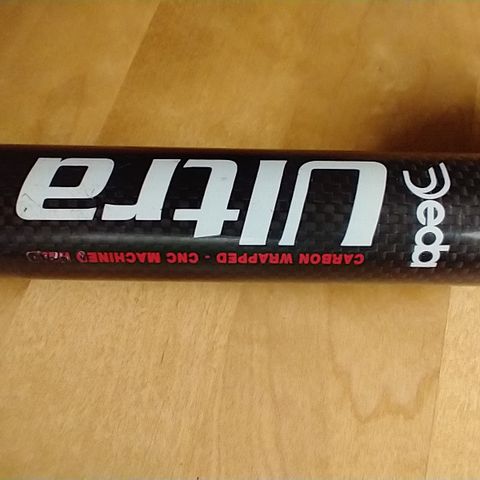 Deda
CARBON WRAPPED - CNC MACHINED
Ultra